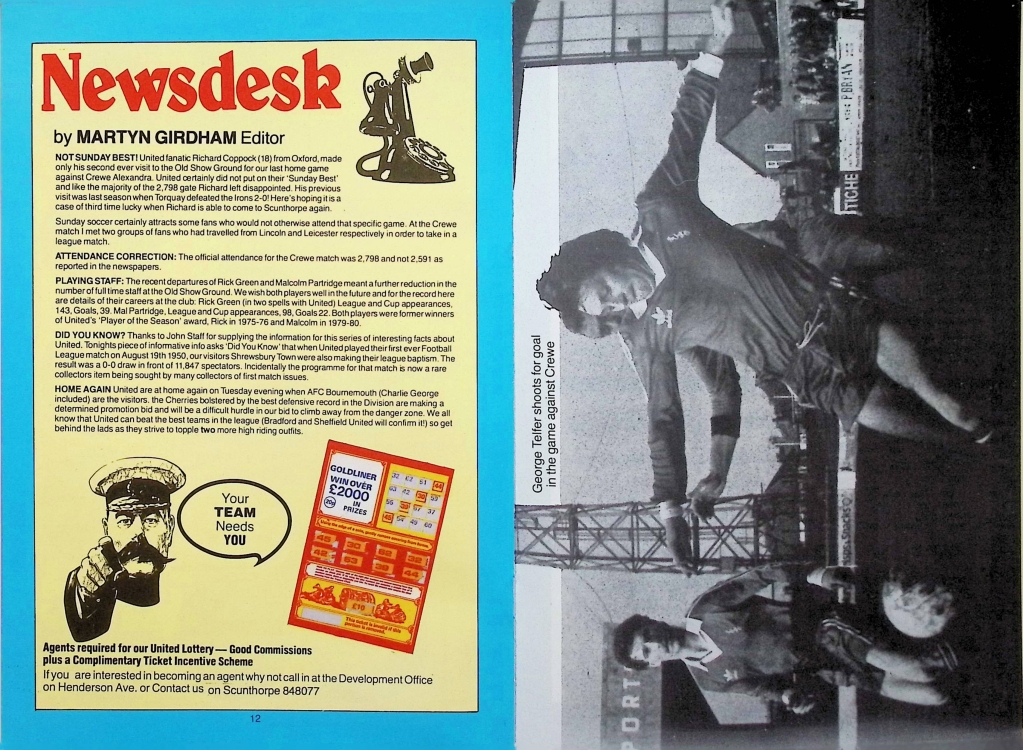 Newsdesk
by MARTYN GIRDHAM Editor
NOT SUNDAY BEST! United fanatic Richard Coppock (18) from Oxford, made
only his second ever visit to the Old Show Ground for our last home game
against Crewe Alexandra. United certainly did not put on their 'Sunday Best'
and like the majority of the 2,798 gate Richard left disappointed. His previous
visit was last season when Torquay defeated the Irons 2-0! Here's hoping it is a
case of third time lucky when Richard is able to come to Scunthorpe again.
Sunday soccer certainly attracts some fans who would not otherwise attend that specific game. At the Crewe
match I met two groups of fans who had travelled from Lincoln and Leicester respectively in order to take in a
league match.
ATTENDANCE CORRECTION: The official attendance for the Crewe match was 2,798 and not 2,591 as
reported in the newspapers.
PLAYING STAFF: The recent departures of Rick Green and Malcolm Partridge meant a further reduction in the
number of full time staff at the Old Show Ground. We wish both players well in the future and for the record here
are details of their careers at the club: Rick Green (in two spells with United) League and Cup appearances,
143, Goals, 39. Mal Partridge, League and Cup appearances, 98, Goals 22. Both players were former winners
of United's 'Player of the Season' award, Rick in 1975-76 and Malcolm in 1979-80.
DID YOU KNOW? Thanks to John Staff for supplying the information for this series of interesting facts about
United. Tonights piece of informative info asks 'Did You Know' that when United played their first ever Football
League match on August 19th 1950, our visitors Shrewsbury Town were also making their league baptism. The
result was a 0-0 draw in front of 11,847 spectators. Incidentally the programme for that match is now a rare
collectors item being sought by many collectors of first match issues.
HOME AGAIN United are at home again on Tuesday evening when AFC Bournemouth (Charlie George
included) are the visitors. the Cherries bolstered by the best defensive record in the Division are making a
determined promotion bid and will be a difficult hurdle in our bid to climb away from the danger zone. We all
know that United can beat the best teams in the league (Bradford and Sheffield United will confirm it!) so get
behind the lads as they strive to topple two more high riding outfits.
Your
TEAM
Needs
YOU
GOLDLINER
WIN OVER
£2000
IN
PRIZES
20p
£10
This ticket is invalid if this
portion is removed.
Agents required for our United Lottery — Good Commissions
plus a Complimentary Ticket Incentive Scheme
If you are interested in becoming an agent why not call in at the Development Office
on Henderson Ave. or Contact us on Scunthorpe 848077
12
George Telfer shoots for goal
in the game against Crewe
P BRYAN
PORT